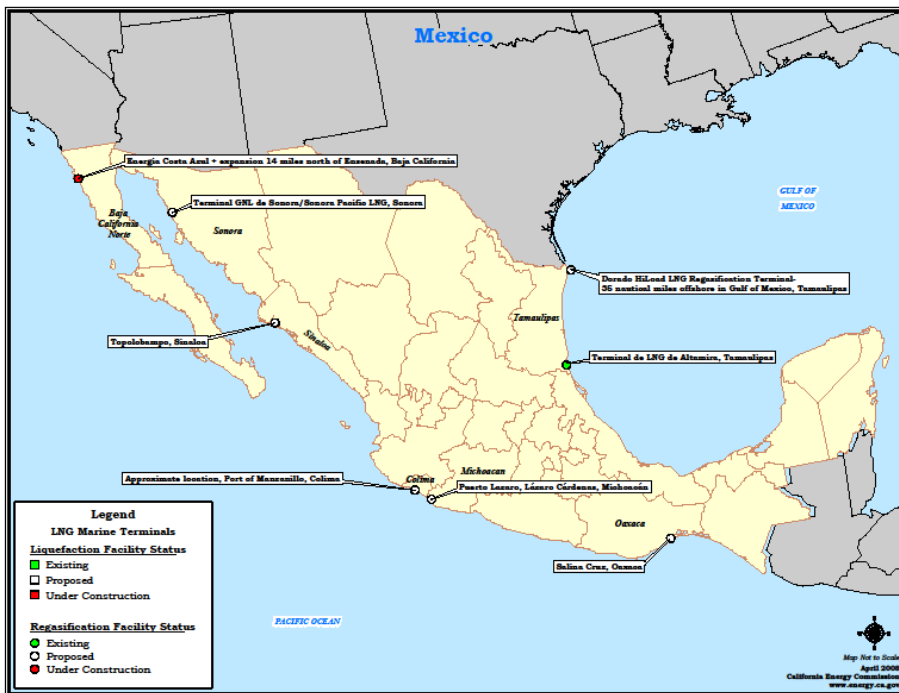 Mexico
Energia Costa Azul + expansion 14 miles north of Ensenada, Baja California
Terminal GNL de Sonora/Sonora Pacific LNG, Sonora
Baja
California
Norte
Sonora
GULF OF
MEXICO
Dorado HiLoad LNG Regasification Terminal-
35 nautical miles offshore in Gulf of Mexico, Tamaulipas
Tamaulipas
Topolobampo, Sinaloa
Sinaloa
Terminal de LNG de Altamira, Tamaulipas
Approximate location, Port of Manzanillo, Colima
Colima
Michoacan
Puerto Lazaro, Lázaro Cárdenas, Michoacón
Oaxaca
Salina Cruz, Oaxaca
Legend
LNG Marine Terminals
Liquefaction Facility Status
Existing
Proposed
Under Construction
Regasification Facility Status
Existing
Proposed
Under Construction
PACIFIC OCEAN
Map Not to Scale
April 2008
California Energy Commission
www.energy.ca.gov